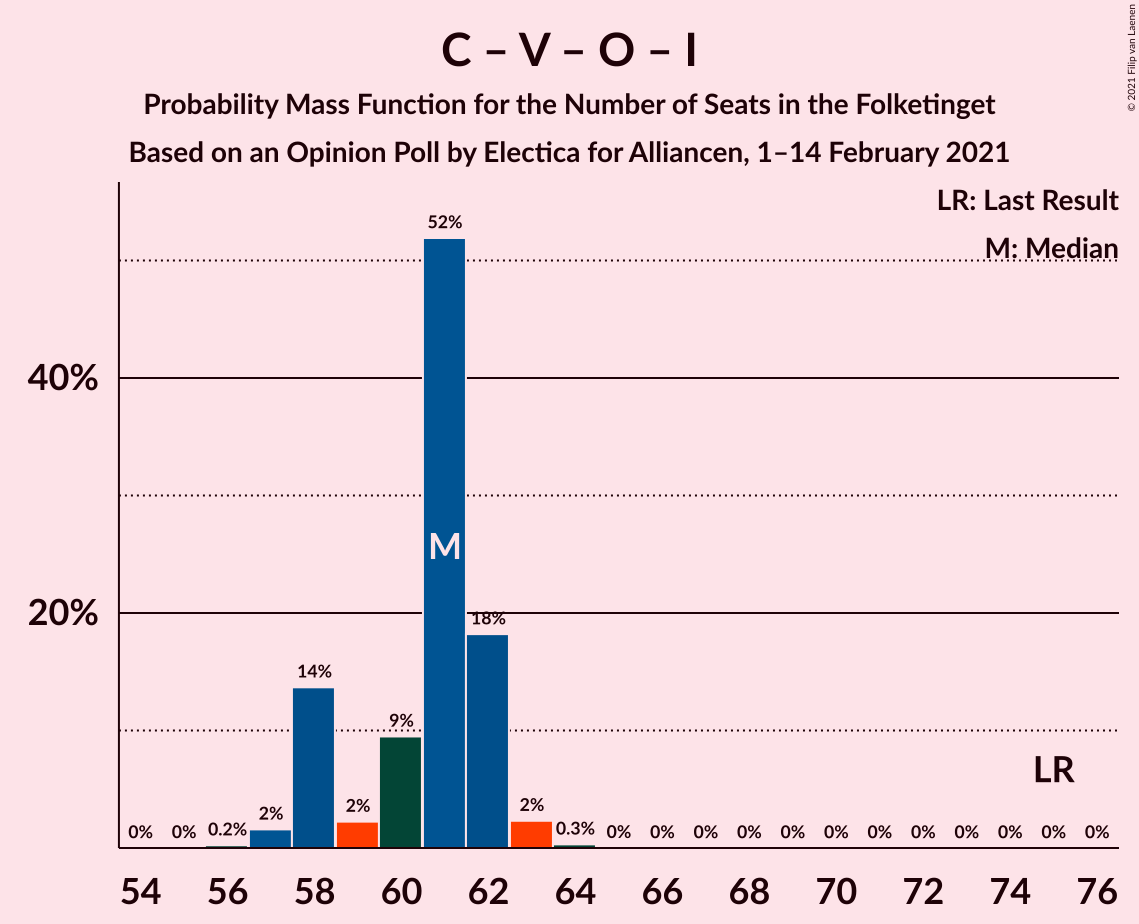 C – V – O – I
Probability Mass Function for the Number of Seats in the Folketinget
Based on an Opinion Poll by Electica for Alliancen, 1–14 February 2021
© 2021 Filip van Laenen
LR: Last Result
M: Median
40%
20%
0% 0% 0.2% 2% 14% 2% 9% 52% 18% 2% 0.3% 0% 0% 0% 0% 0% 0% 0% 0% 0% 0% 0% 0%
M
LR
54 56 58 60 62 64 66 68 70 72 74 76